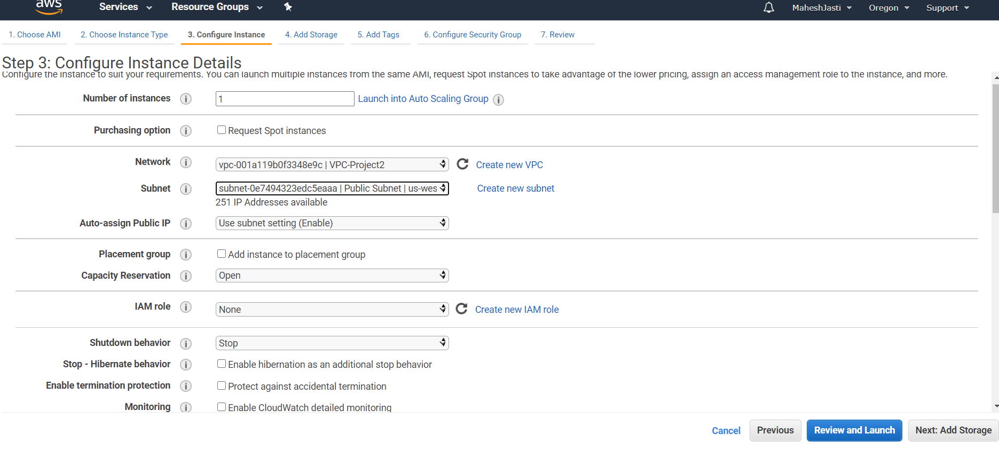 aws Services Resource Groups MaheshJasti Oregon Support
1. Choose AMI 2. Choose Instance Type 3. Configure Instance 4. Add Storage 5. Add Tags 6. Configure Security Group 7. Review
Step 3: Configure Instance Details
Configure the instance to suit your requirements. You can launch multiple instances from the same AMI, request Spot instances to take advantage of the lower pricing, assign an access management role to the instance, and more.
Number of instances i 1 Launch into Auto Scaling Group i
Purchasing option i Request Spot instances
Network i vpc-001a119b0f3348e9c | VPC-Project2 Create new VPC
Subnet i subnet-0e7494323edc5eaaa | Public Subnet | us-wes Create new subnet
251 IP Addresses available
Auto-assign Public IP i Use subnet setting (Enable)
Placement group i Add instance to placement group
Capacity Reservation i Open
IAM role i None Create new IAM role
Shutdown behavior i Stop
Stop - Hibernate behavior i Enable hibernation as an additional stop behavior
Enable termination protection i Protect against accidental termination
Monitoring i Enable CloudWatch detailed monitoring
Cancel Previous Review and Launch Next: Add Storage